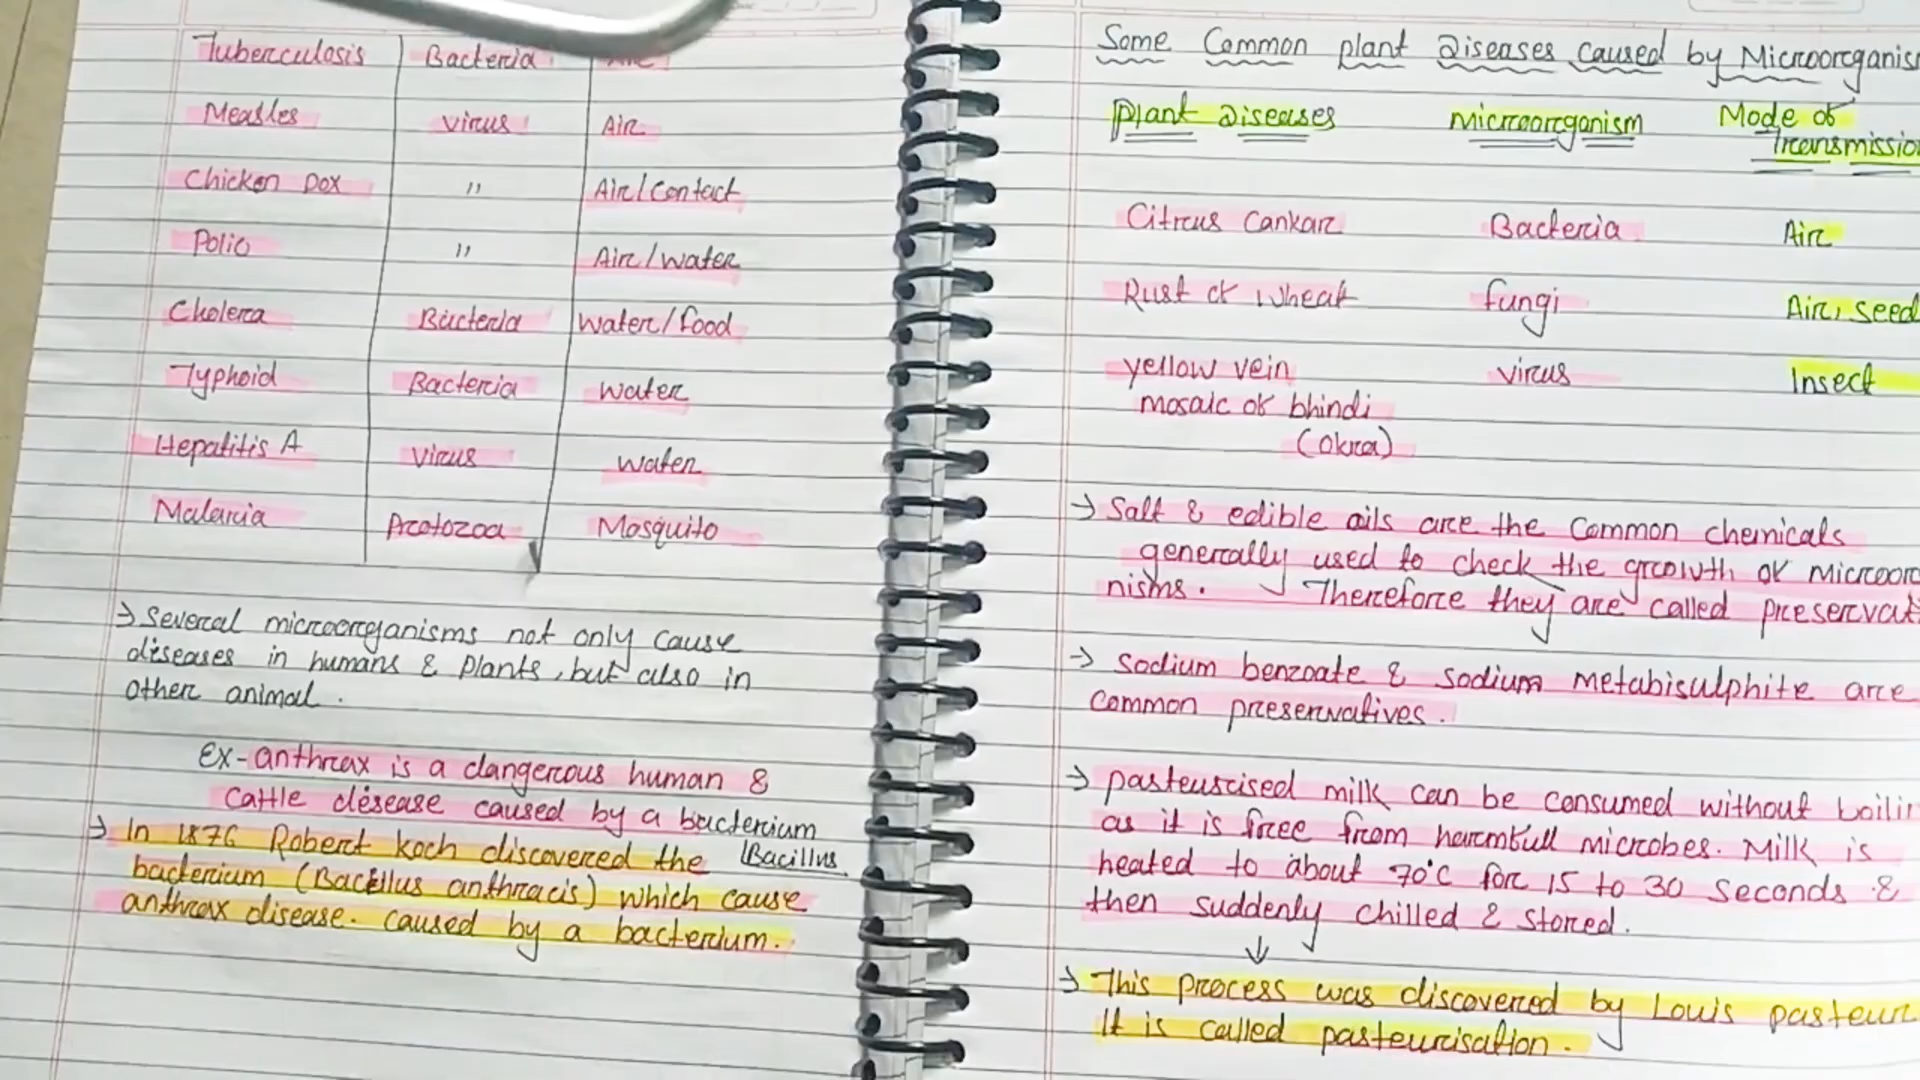 Tuberculosis Bacteria Air
Measles virus Air
Chicken pox " Air/Contact
Polio " Air/water
Cholera Bacteria Water/food
Typhoid Bacteria Water
Hepatitis A virus Water
Malaria Protozoa Mosquito
→ Several microorganisms not only cause
diseases in humans & plants, but also in
other animal.
Ex- anthrax is a dangerous human &
cattle disease caused by a bacterium
→ In 1876 Robert Koch discovered the Bacillus
bacterium (Bacillus anthracis) which cause
anthrax disease. caused by a bacterium.
Some Common plant diseases caused by Microorganis
plant diseases microorganism Mode of
Transmissio
Citrus Cankar Bacteria Air
Rust of wheat fungi Air, seed
yellow vein virus Insect
mosaic of bhindi
(Okra)
→ Salt & edible oils are the Common chemicals
generally used to check the growth of microor
nisms. Therefore they are called preservat
→ Sodium benzoate & sodium metabisulphite are
common preservatives.
→ pasteurised milk can be consumed without boilin
as it is free from harmfull microbes. Milk is
heated to about 70°C for 15 to 30 seconds &
then suddenly chilled & stored.
↓
→ This process was discovered by Louis pasteur
It is called pasteurisation.